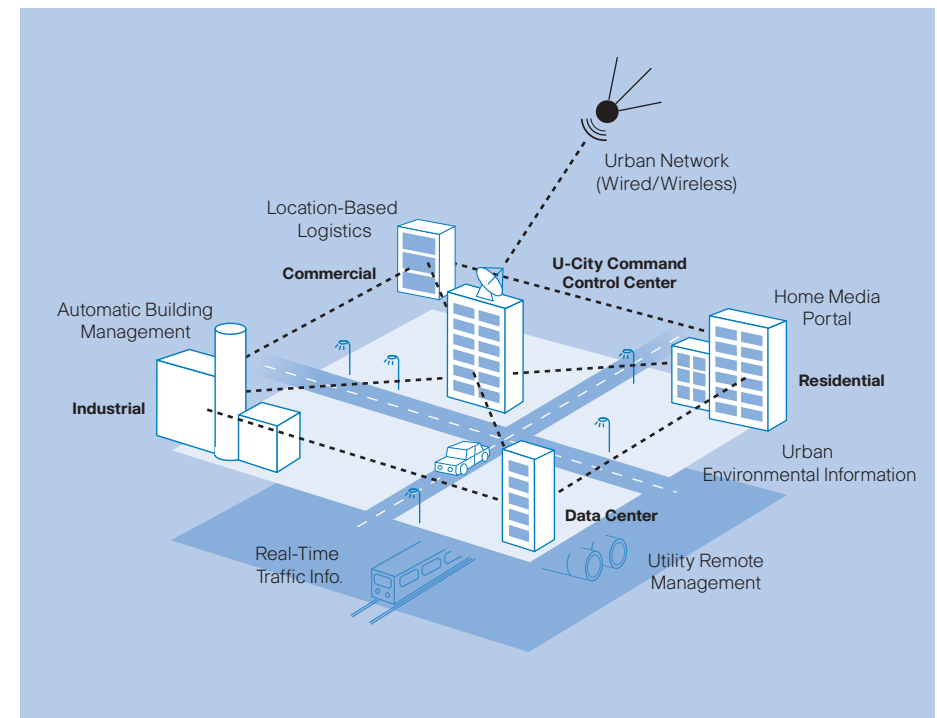 Urban Network
(Wired/Wireless)
Location-Based
Logistics
Commercial
U-City Command
Control Center
Automatic Building
Management
Home Media
Portal
Industrial
Residential
Urban
Environmental Information
Data Center
Real-Time
Traffic Info.
Utility Remote
Management